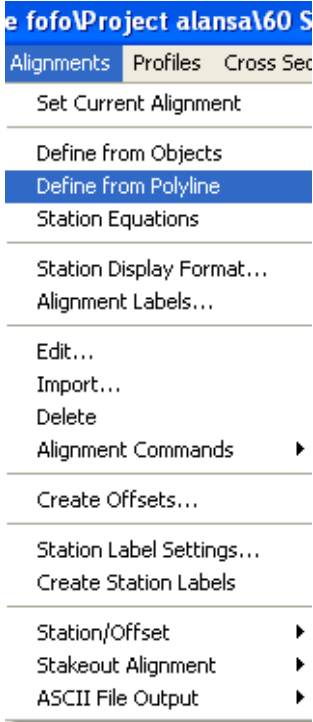 e fofo\Project alansa\60 S
Alignments Profiles Cross Sec
Set Current Alignment
Define from Objects
Define from Polyline
Station Equations
Station Display Format...
Alignment Labels...
Edit...
Import...
Delete
Alignment Commands
Create Offsets...
Station Label Settings...
Create Station Labels
Station/Offset
Stakeout Alignment
ASCII File Output